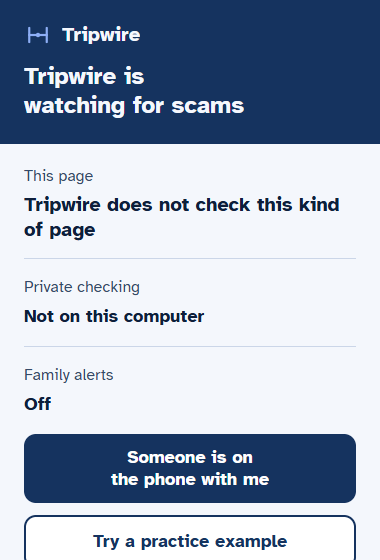 Tripwire
Tripwire is
watching for scams
This page
Tripwire does not check this kind
of page
Private checking
Not on this computer
Family alerts
Off
Someone is on
the phone with me
Try a practice example